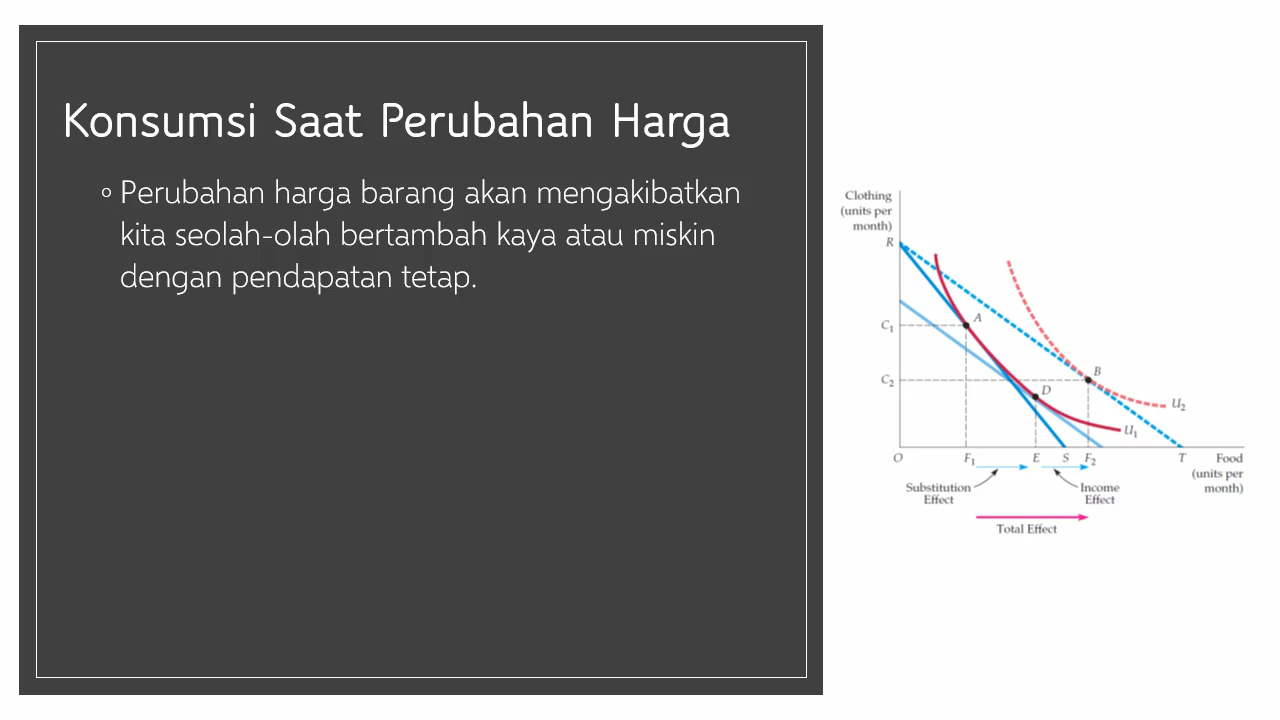 Konsumsi Saat Perubahan Harga
◦ Perubahan harga barang akan mengakibatkan
kita seolah-olah bertambah kaya atau miskin
dengan pendapatan tetap.
Clothing
(units per
month)
R
A
C1
B
C2
D
U2
U1
O
F1
E
S
F2
T
Food
(units per
month)
Substitution
Effect
Income
Effect
Total Effect